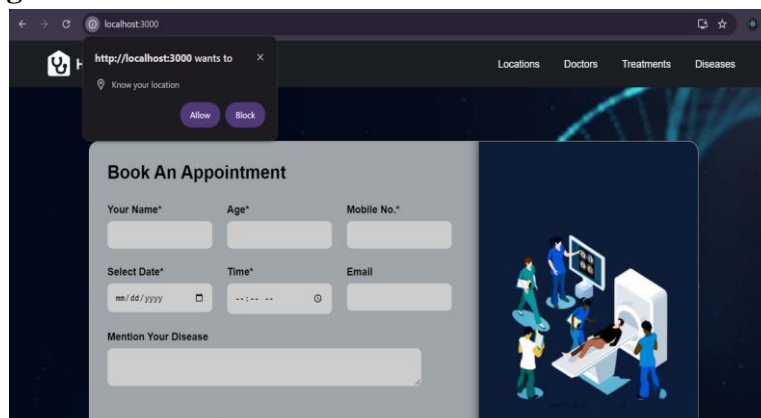 localhost:3000
http://localhost:3000 wants to
Know your location
Allow Block
H
Locations Doctors Treatments Diseases
Book An Appointment
Your Name* Age* Mobile No.*
Select Date* Time* Email
mm/dd/yyyy --:-- --
Mention Your Disease